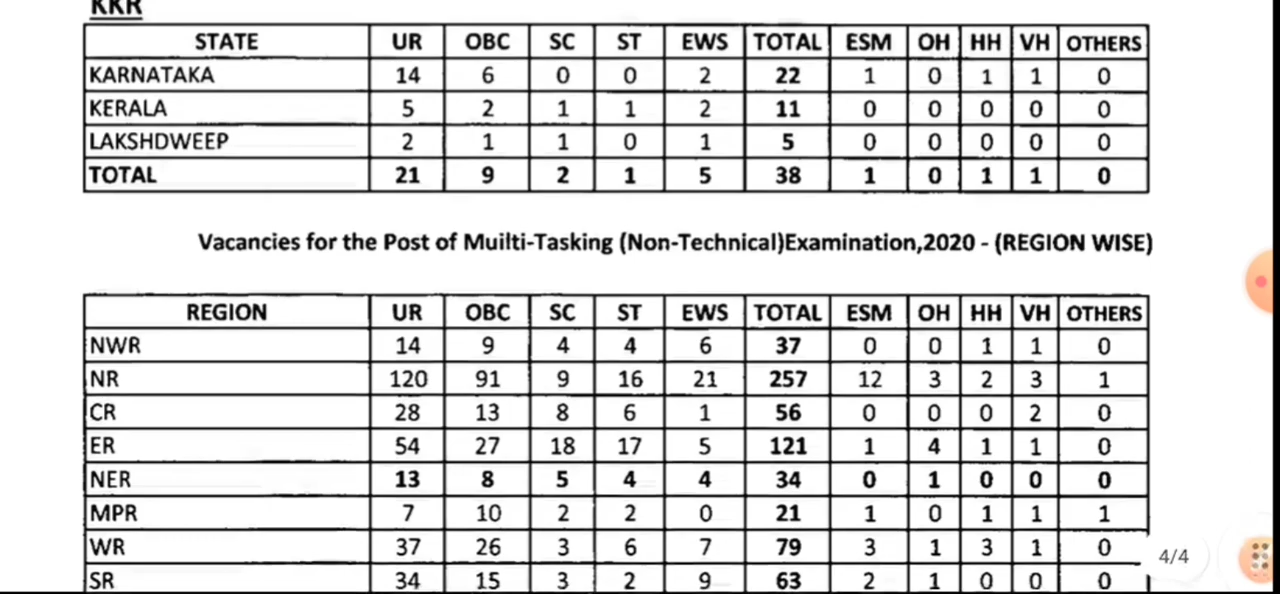 KKR
STATE UR OBC SC ST EWS TOTAL ESM OH HH VH OTHERS
KARNATAKA 14 6 0 0 2 22 1 0 1 1 0
KERALA 5 2 1 1 2 11 0 0 0 0 0
LAKSHDWEEP 2 1 1 0 1 5 0 0 0 0 0
TOTAL 21 9 2 1 5 38 1 0 1 1 0
Vacancies for the Post of Muilti-Tasking (Non-Technical)Examination,2020 - (REGION WISE)
REGION UR OBC SC ST EWS TOTAL ESM OH HH VH OTHERS
NWR 14 9 4 4 6 37 0 0 1 1 0
NR 120 91 9 16 21 257 12 3 2 3 1
CR 28 13 8 6 1 56 0 0 0 2 0
ER 54 27 18 17 5 121 1 4 1 1 0
NER 13 8 5 4 4 34 0 1 0 0 0
MPR 7 10 2 2 0 21 1 0 1 1 1
WR 37 26 3 6 7 79 3 1 3 1 0
SR 34 15 3 2 9 63 2 1 0 0 0
4/4